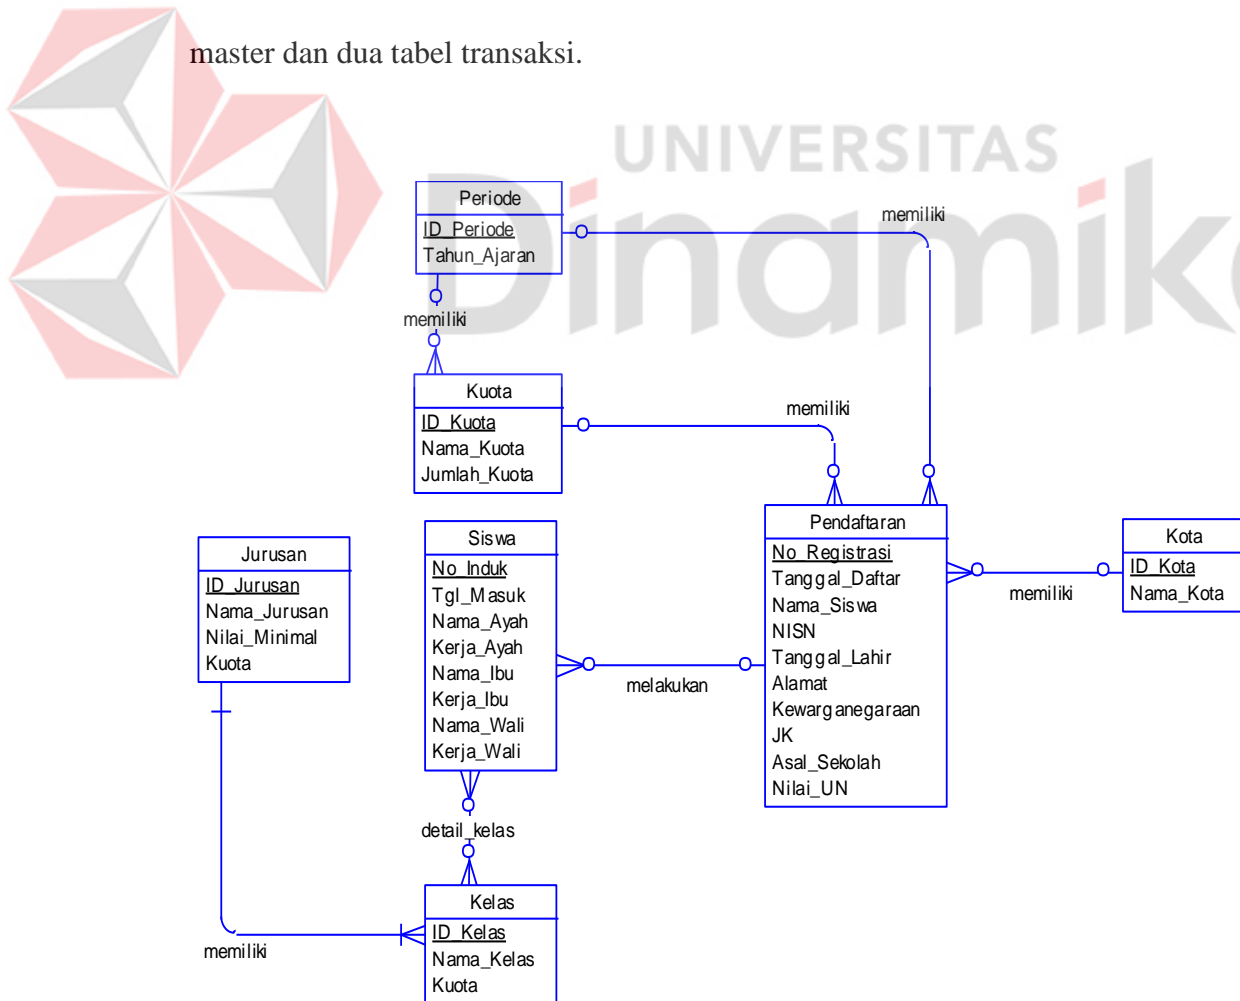 master dan dua tabel transaksi.
UNIVERSITAS
Dinamika
Periode
ID_Periode
Tahun_Ajaran
memiliki
memiliki
Kuota
ID_Kuota
Nama_Kuota
Jumlah_Kuota
memiliki
Jurusan
ID_Jurusan
Nama_Jurusan
Nilai_Minimal
Kuota
Siswa
No_Induk
Tgl_Masuk
Nama_Ayah
Kerja_Ayah
Nama_Ibu
Kerja_Ibu
Nama_Wali
Kerja_Wali
melakukan
Pendaftaran
No_Registrasi
Tanggal_Daftar
Nama_Siswa
NISN
Tanggal_Lahir
Alamat
Kewarganegaraan
JK
Asal_Sekolah
Nilai_UN
memiliki
Kota
ID_Kota
Nama_Kota
detail_kelas
memiliki
Kelas
ID_Kelas
Nama_Kelas
Kuota